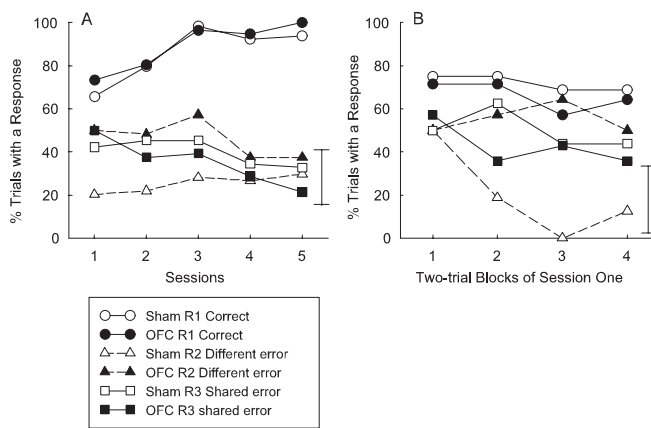 A
B
% Trials with a Response
100
80
60
40
20
0
1 2 3 4 5
Sessions
% Trials with a Response
100
80
60
40
20
0
1 2 3 4
Two-trial Blocks of Session One
Sham R1 Correct
OFC R1 Correct
Sham R2 Different error
OFC R2 Different error
Sham R3 Shared error
OFC R3 shared error